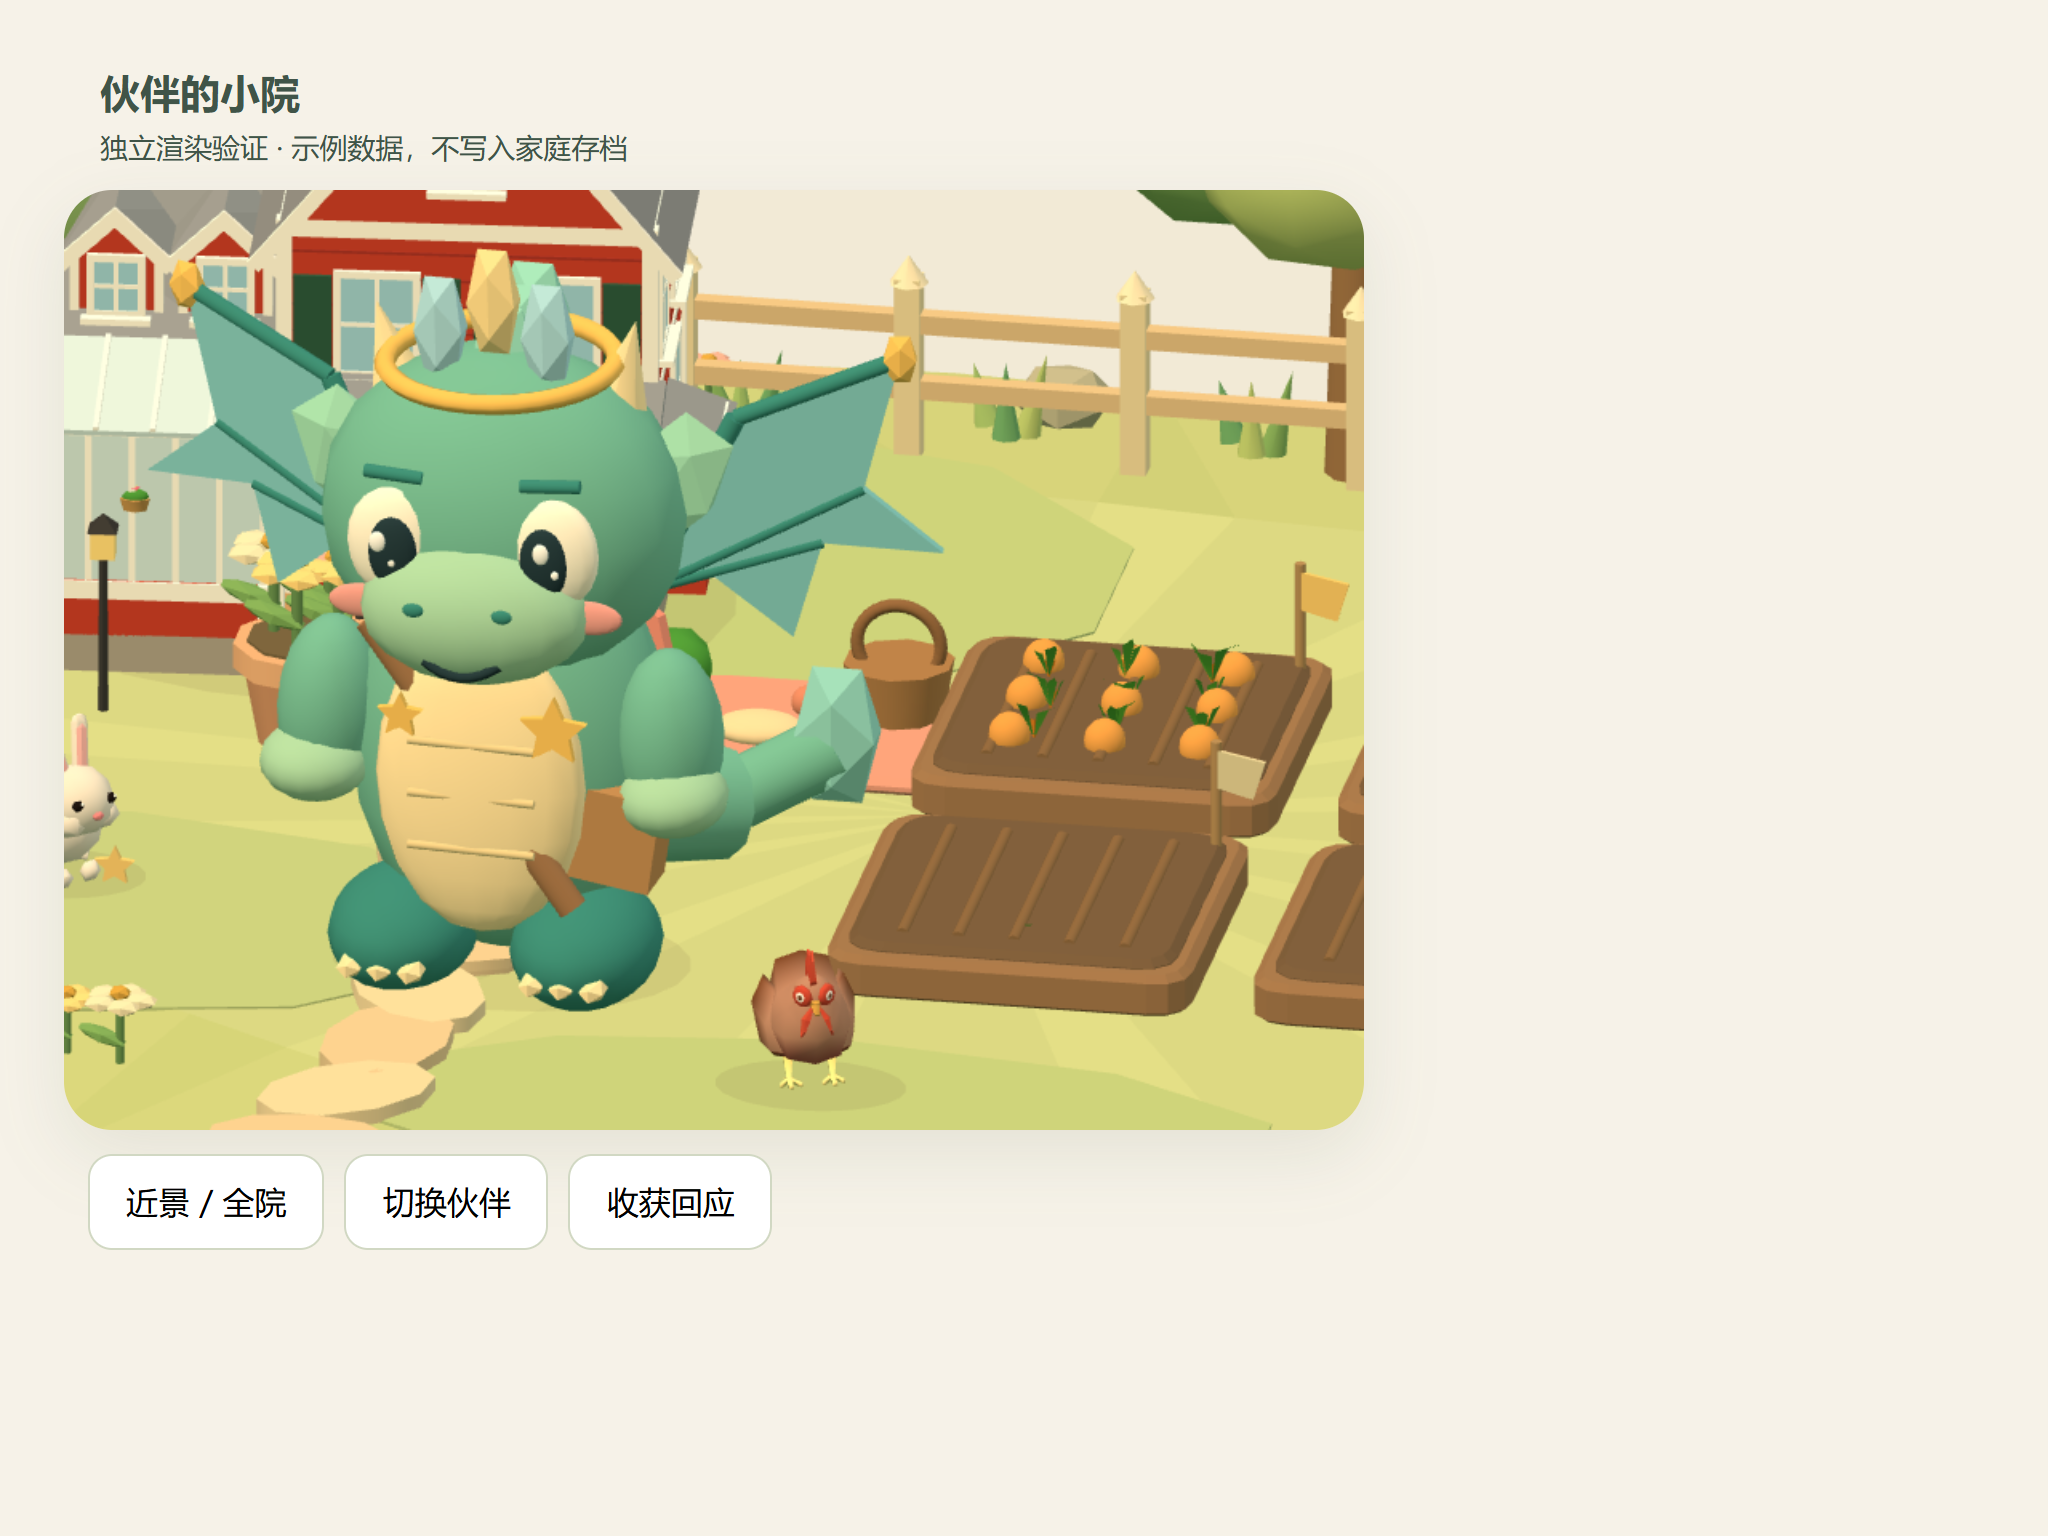 伙伴的小院
独立渲染验证 · 示例数据，不写入家庭存档
近景 / 全院
切换伙伴
收获回应